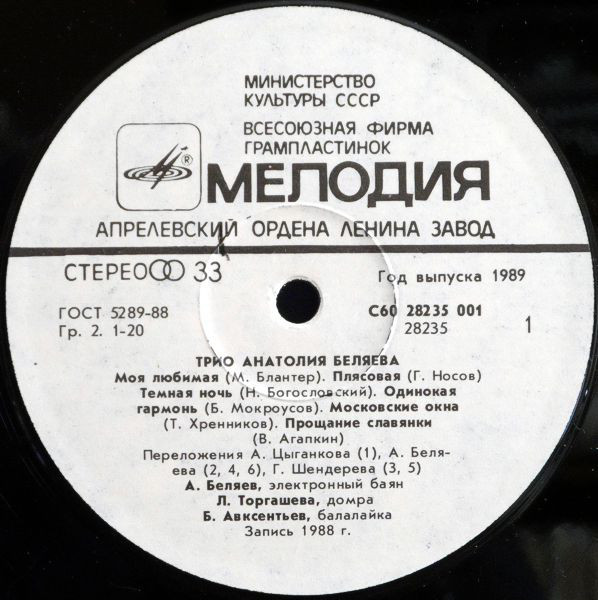 МИНИСТЕРСТВО
КУЛЬТУРЫ СССР
ВСЕСОЮЗНАЯ ФИРМА
ГРАМПЛАСТИНОК
®
МЕЛОДИЯ
АПРЕЛЕВСКИЙ ОРДЕНА ЛЕНИНА ЗАВОД
СТЕРЕО 33
Год выпуска 1989
ГОСТ 5289-88
С60 28235 001
Гр. 2. 1-20
28235
1
ТРИО АНАТОЛИЯ БЕЛЯЕВА
Моя любимая (М. Блантер). Плясовая (Г. Носов)
Темная ночь (Н. Богословский). Одинокая
гармонь (Б. Мокроусов). Московские окна
(Т. Хренников). Прощание славянки
(В. Агапкин)
Переложения А. Цыганкова (1), А. Беля-
ева (2, 4, 6), Г. Шендерева (3, 5)
А. Беляев, электронный баян
Л. Торгашева, домра
Б. Авксентьев, балалайка
Запись 1988 г.